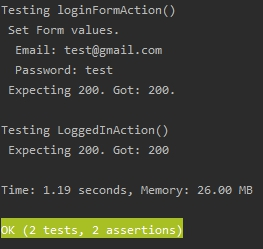 Testing loginFormAction()
Set Form values.
Email: test@gmail.com
Password: test
Expecting 200. Got: 200.
Testing LoggedInAction()
Expecting 200. Got: 200
Time: 1.19 seconds, Memory: 26.00 MB
OK (2 tests, 2 assertions)